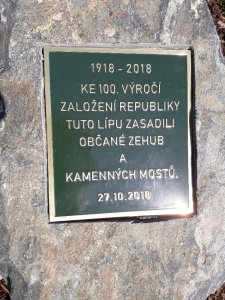 1918 - 2018
KE 100. VÝROČÍ
ZALOŽENÍ REPUBLIKY
TUTO LÍPU ZASADILI
OBČANÉ ZEHUB
A
KAMENNÝCH MOSTŮ.
27.10.2018